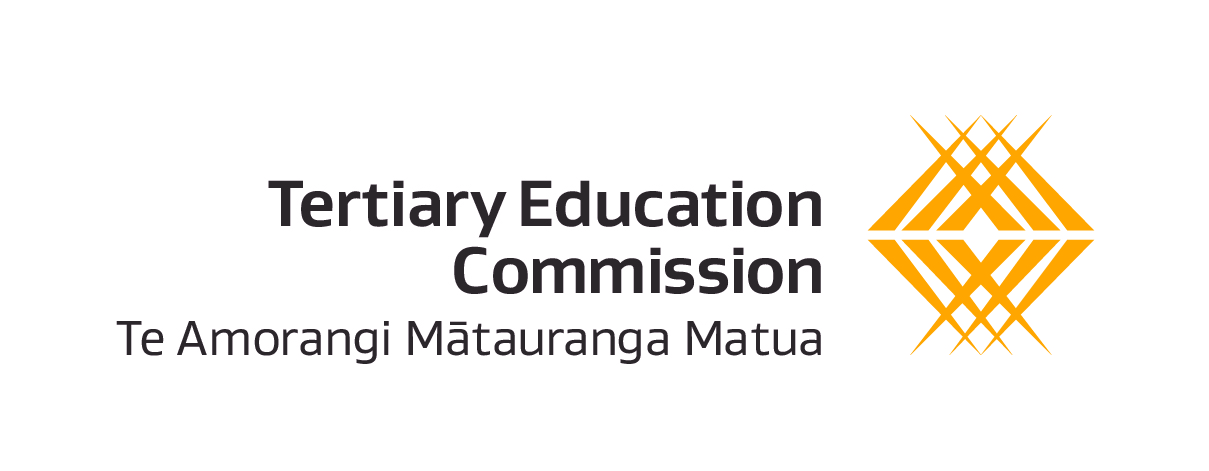 Tertiary Education
Commission
Te Amorangi Mātauranga Matua